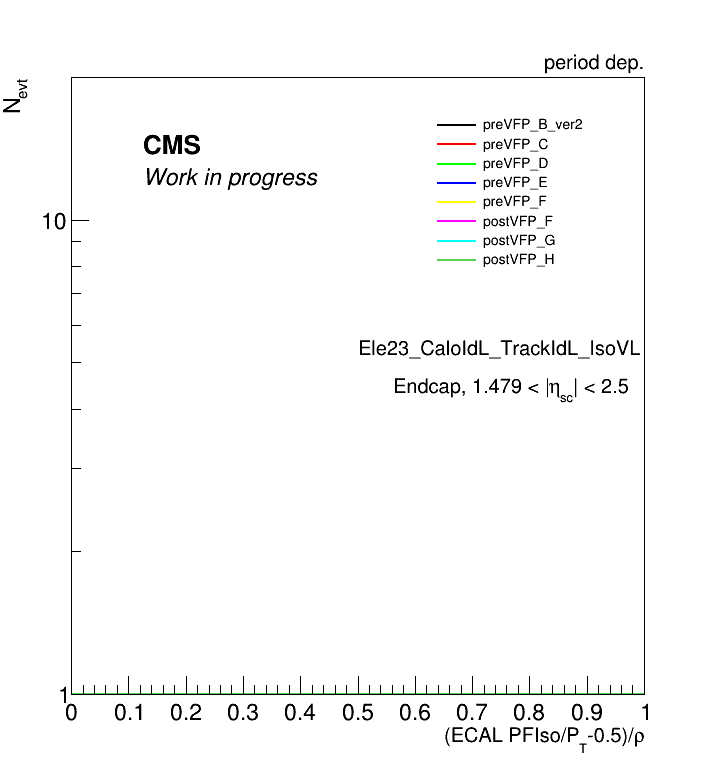 period dep.
N_evt
CMS
Work in progress
preVFP_B_ver2
preVFP_C
preVFP_D
preVFP_E
preVFP_F
postVFP_F
postVFP_G
postVFP_H
10
Ele23_CaloIdL_TrackIdL_IsoVL
Endcap, 1.479 < |η_sc| < 2.5
1
0 0.1 0.2 0.3 0.4 0.5 0.6 0.7 0.8 0.9 1
(ECAL PFIso/P_T-0.5)/ρ